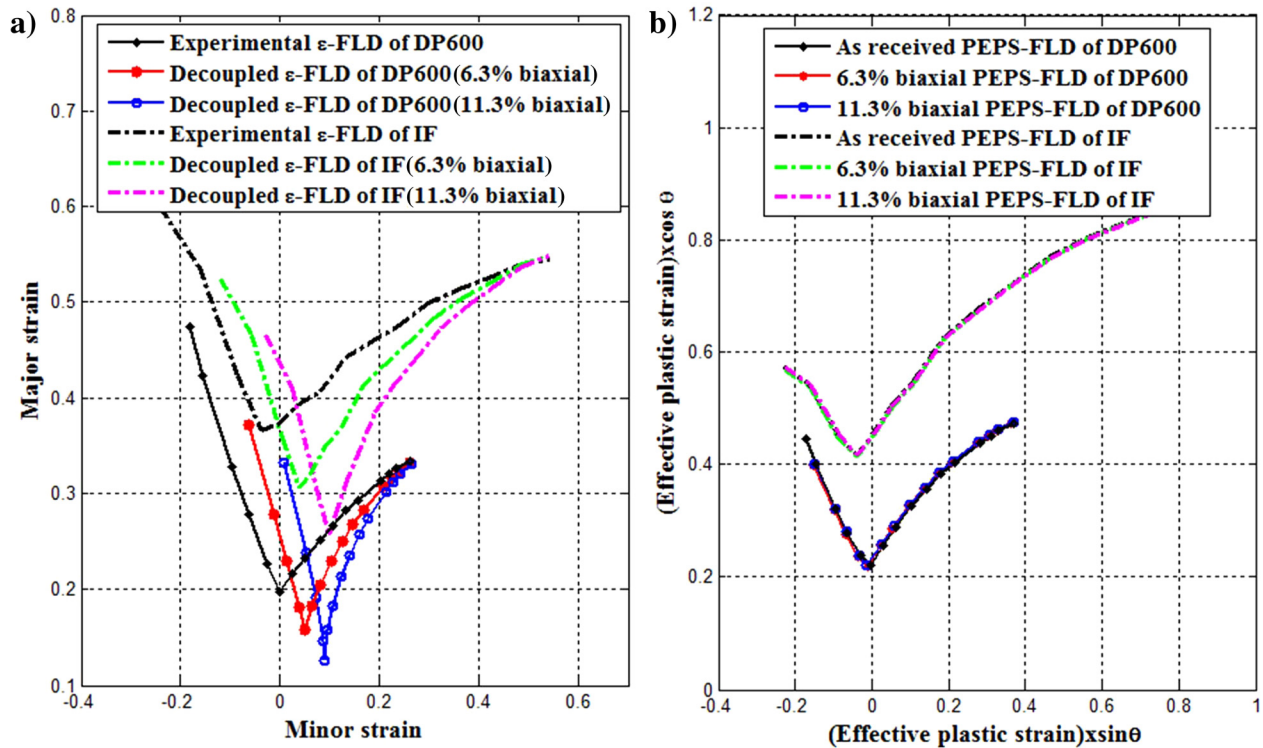 a)
0.8
0.7
0.6
0.5
0.4
0.3
0.2
0.1
Major strain
Experimental ε-FLD of DP600
Decoupled ε-FLD of DP600(6.3% biaxial)
Decoupled ε-FLD of DP600(11.3% biaxial)
Experimental ε-FLD of IF
Decoupled ε-FLD of IF(6.3% biaxial)
Decoupled ε-FLD of IF(11.3% biaxial)
-0.4
-0.2
0
0.2
0.4
0.6
Minor strain
b)
1.2
1
0.8
0.6
0.4
0.2
0
(Effective plastic strain)xcos θ
As received PEPS-FLD of DP600
6.3% biaxial PEPS-FLD of DP600
11.3% biaxial PEPS-FLD of DP600
As received PEPS-FLD of IF
6.3% biaxial PEPS-FLD of IF
11.3% biaxial PEPS-FLD of IF
-0.4
-0.2
0
0.2
0.4
0.6
0.8
1
(Effective plastic strain)xsinθ